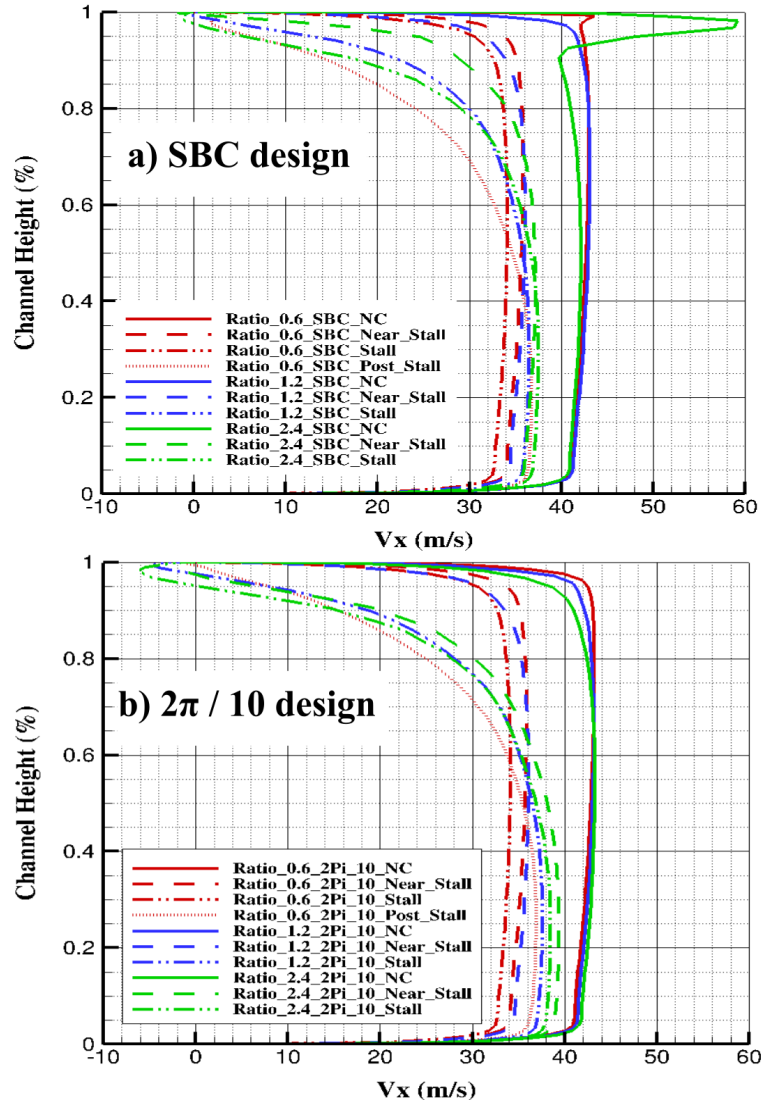 1
0.8
0.6
0.4
0.2
0
Channel Height (%)
a) SBC design
Ratio_0.6_SBC_NC
Ratio_0.6_SBC_Near_Stall
Ratio_0.6_SBC_Stall
Ratio_0.6_SBC_Post_Stall
Ratio_1.2_SBC_NC
Ratio_1.2_SBC_Near_Stall
Ratio_1.2_SBC_Stall
Ratio_2.4_SBC_NC
Ratio_2.4_SBC_Near_Stall
Ratio_2.4_SBC_Stall
-10 0 10 20 30 40 50 60
Vx (m/s)
1
0.8
0.6
0.4
0.2
0
Channel Height (%)
b) 2π / 10 design
Ratio_0.6_2Pi_10_NC
Ratio_0.6_2Pi_10_Near_Stall
Ratio_0.6_2Pi_10_Stall
Ratio_0.6_2Pi_10_Post_Stall
Ratio_1.2_2Pi_10_NC
Ratio_1.2_2Pi_10_Near_Stall
Ratio_1.2_2Pi_10_Stall
Ratio_2.4_2Pi_10_NC
Ratio_2.4_2Pi_10_Near_Stall
Ratio_2.4_2Pi_10_Stall
-10 0 10 20 30 40 50 60
Vx (m/s)